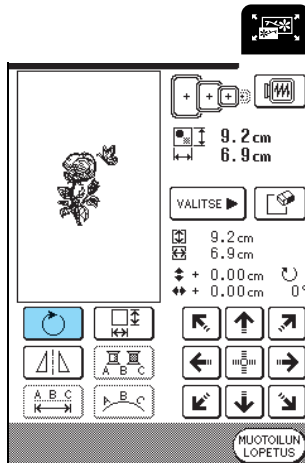 9.2cm
6.9cm
VALITSE
9.2cm
6.9cm
+ 0.00cm
+ 0.00cm 0°
A B C
A B C
A B C
MUOTOILUN
LOPETUS